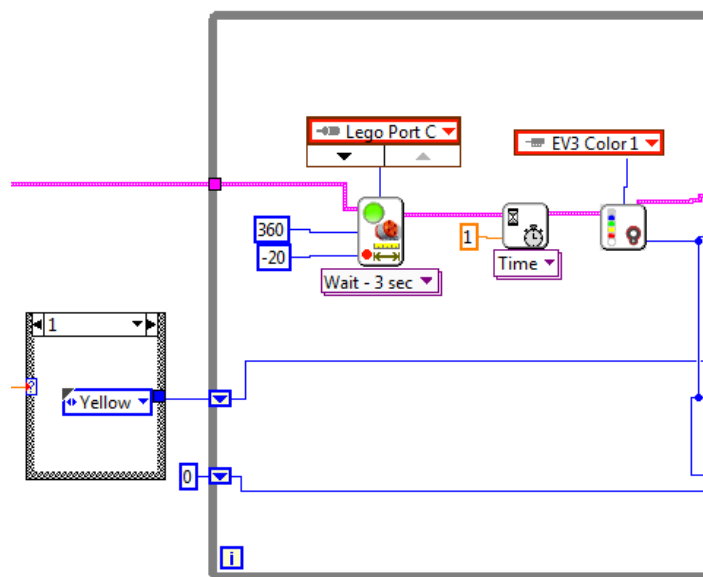 Lego Port C
EV3 Color 1
360
-20
1
Wait - 3 sec
Time
1
?
Yellow
0
i